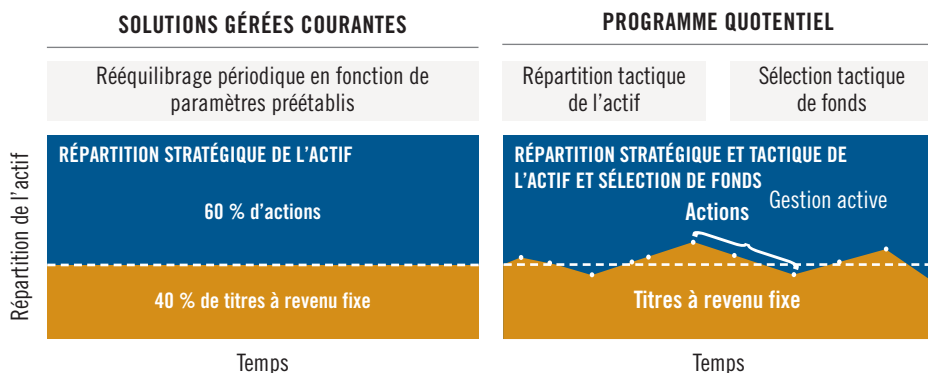 SOLUTIONS GÉRÉES COURANTES
Rééquilibrage périodique en fonction de
paramètres préétablis
Répartition de l'actif
RÉPARTITION STRATÉGIQUE DE L'ACTIF
60 % d'actions
40 % de titres à revenu fixe
Temps
PROGRAMME QUOTENTIEL
Répartition tactique
de l'actif
Sélection tactique
de fonds
RÉPARTITION STRATÉGIQUE ET TACTIQUE DE
L'ACTIF ET SÉLECTION DE FONDS
Gestion active
Actions
Titres à revenu fixe
Temps